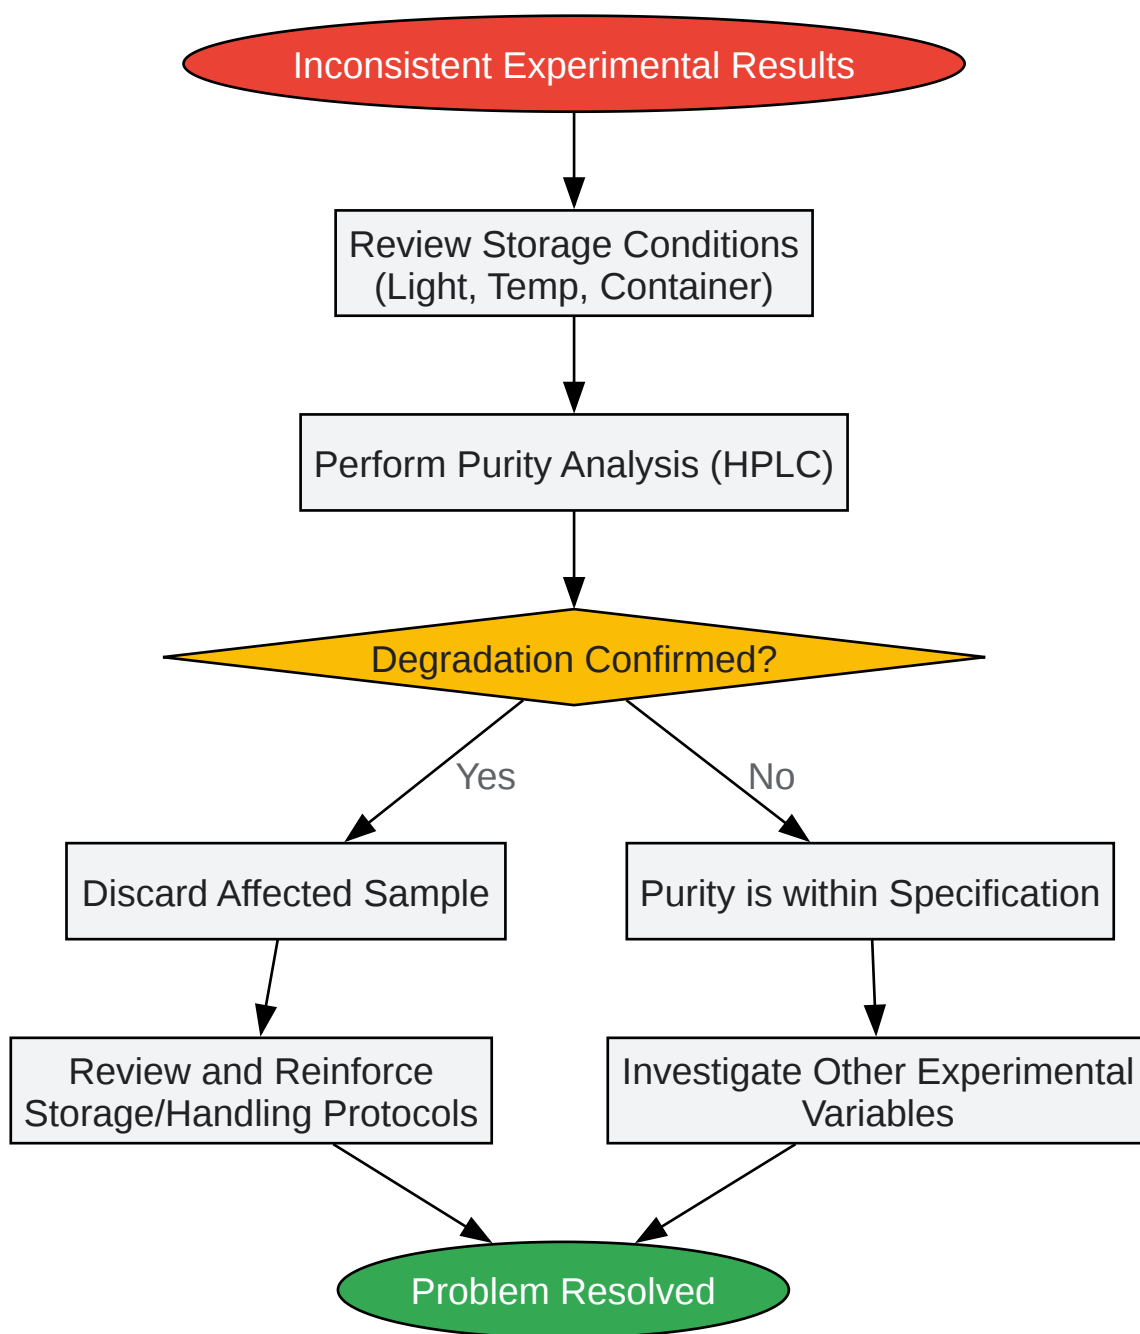 Inconsistent Experimental Results
Review Storage Conditions
(Light, Temp, Container)
Perform Purity Analysis (HPLC)
Degradation Confirmed?
Yes
No
Discard Affected Sample
Purity is within Specification
Review and Reinforce
Storage/Handling Protocols
Investigate Other Experimental
Variables
Problem Resolved